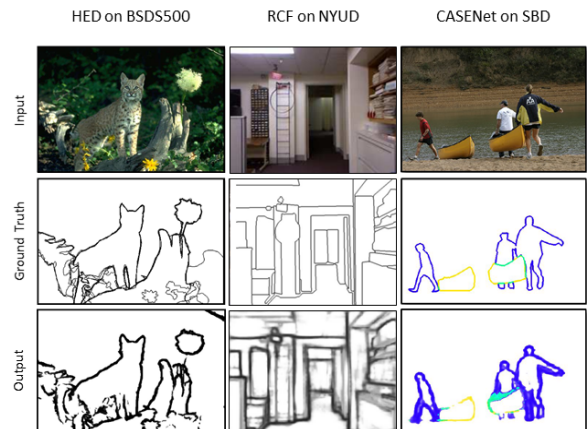 HED on BSDS500
RCF on NYUD
CASENet on SBD
Input
Ground Truth
Output